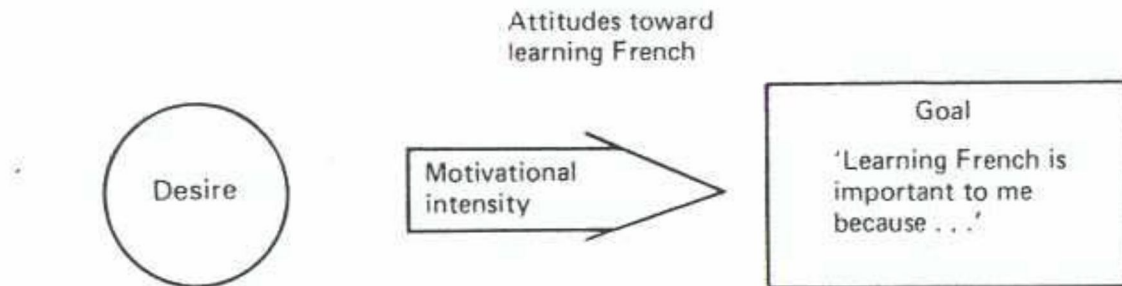 Attitudes toward
learning French
Desire
Motivational
intensity
Goal
'Learning French is
important to me
because . . .'